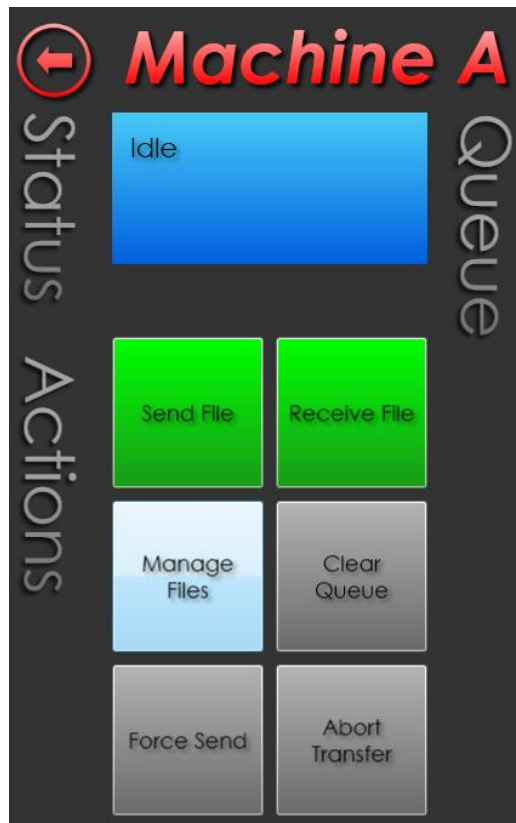 Machine A
Status
Idle
Queue
Actions
Send File
Receive File
Manage
Files
Clear
Queue
Force Send
Abort
Transfer